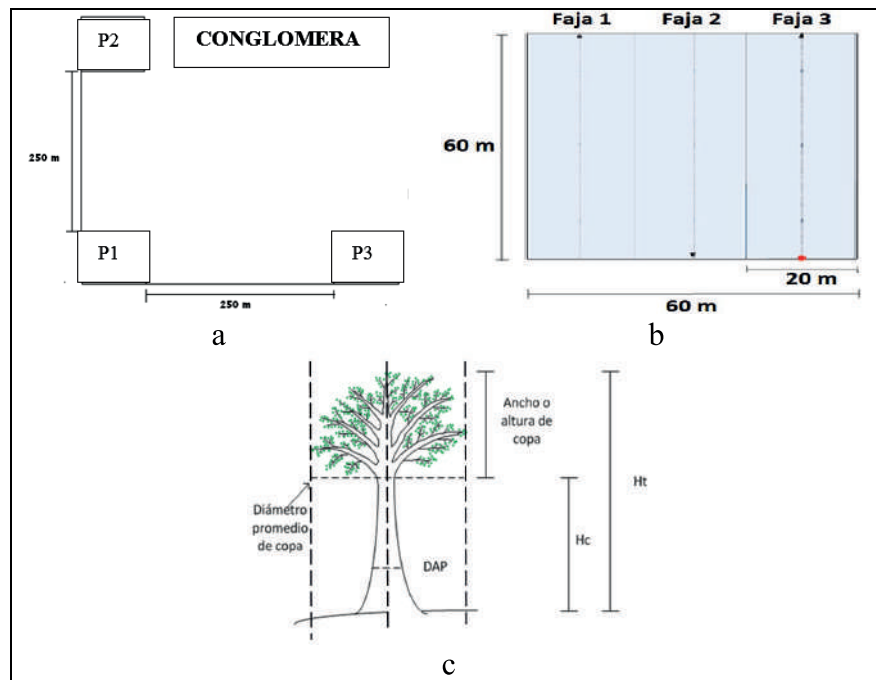 P2
CONGLOMERA
250 m
P1
P3
250 m
a
Faja 1
Faja 2
Faja 3
60 m
20 m
60 m
b
Ancho o
altura de
copa
Ht
Diámetro
promedio
de copa
Hc
DAP
c